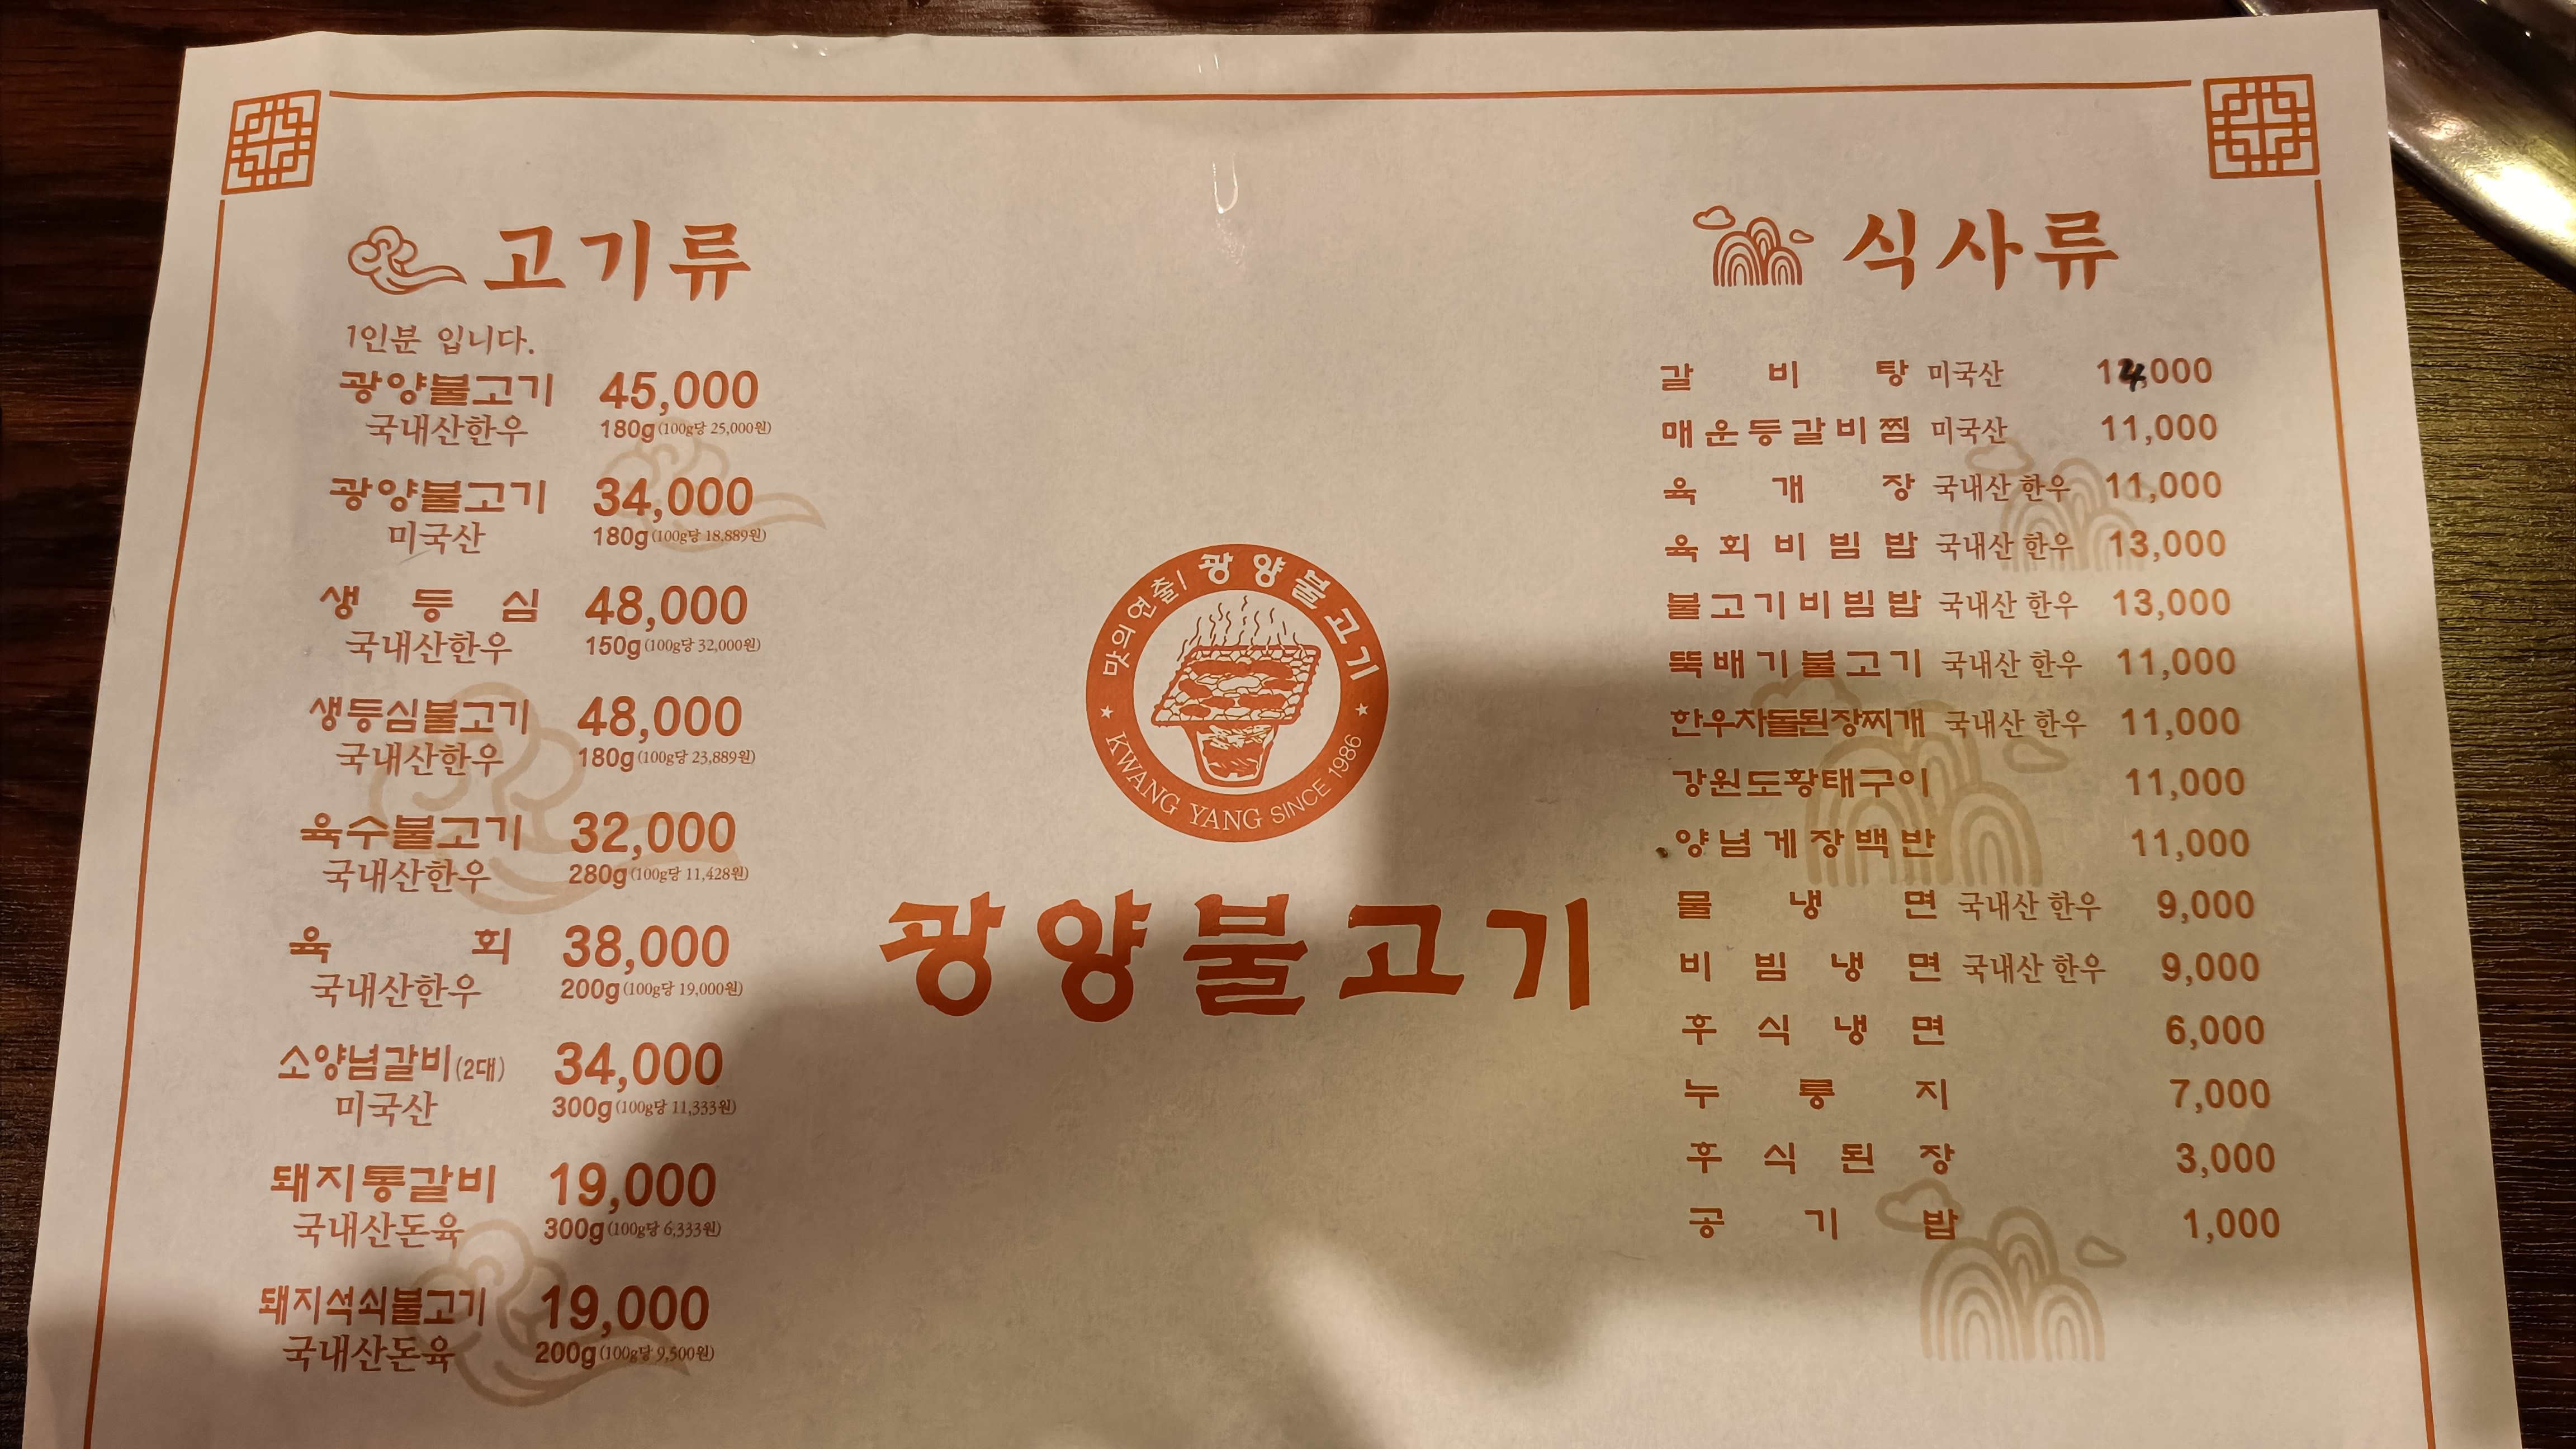 고기류
1인분 입니다.
광양불고기 45,000
국내산한우 180g(100g당 25,000원)
광양불고기 34,000
미국산 180g(100g당 18,889원)
생등심 48,000
국내산한우 150g(100g당 32,000원)
생등심불고기 48,000
국내산한우 180g(100g당 23,889원)
육수불고기 32,000
국내산한우 280g(100g당 11,428원)
육회 38,000
국내산한우 200g(100g당 19,000원)
소양념갈비(2대) 34,000
미국산 300g(100g당 11,333원)
돼지통갈비 19,000
국내산돈육 300g(100g당 6,333원)
돼지석쇠불고기 19,000
국내산돈육 200g(100g당 9,500원)
맛의연출! 광양불고기
KWANG YANG SINCE 1986
광양불고기
식사류
갈비탕 미국산 14,000
매운등갈비찜 미국산 11,000
육개장 국내산 한우 11,000
육회비빔밥 국내산 한우 13,000
불고기비빔밥 국내산 한우 13,000
뚝배기불고기 국내산 한우 11,000
한우차돌된장찌개 국내산 한우 11,000
강원도황태구이 11,000
양념게장백반 11,000
물냉면 국내산 한우 9,000
비빔냉면 국내산 한우 9,000
후식냉면 6,000
누룽지 7,000
후식된장 3,000
공기밥 1,000